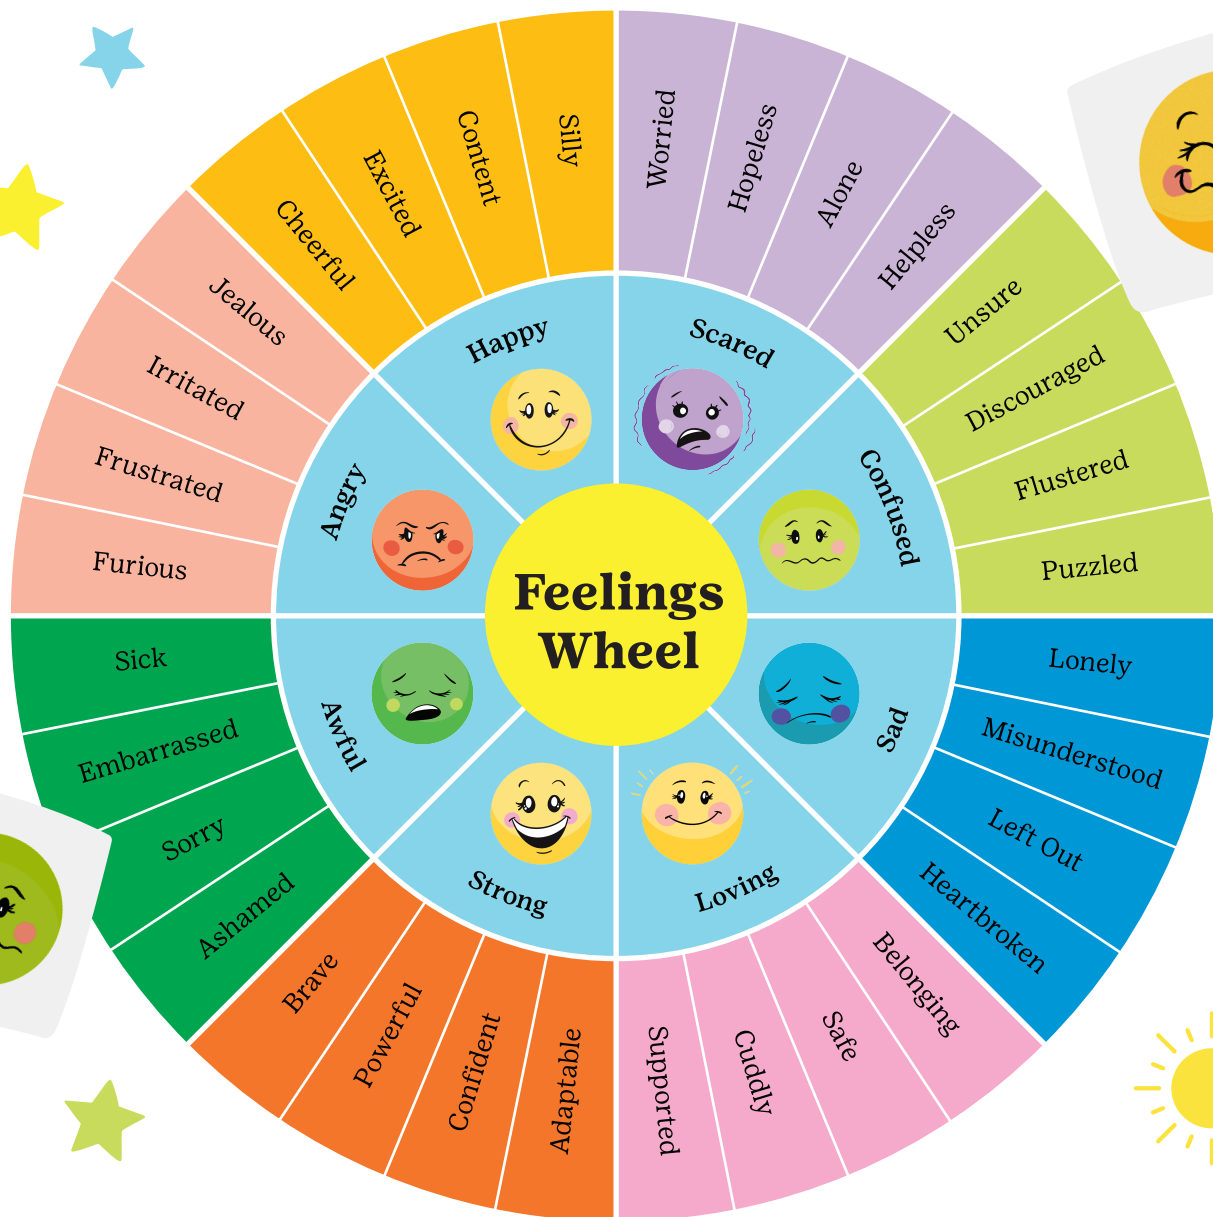 Feelings
Wheel
Happy
Scared
Confused
Sad
Loving
Strong
Awful
Angry
Cheerful
Excited
Content
Silly
Worried
Hopeless
Alone
Helpless
Unsure
Discouraged
Flustered
Puzzled
Lonely
Misunderstood
Left Out
Heartbroken
Belonging
Safe
Cuddly
Supported
Adaptable
Confident
Powerful
Brave
Ashamed
Sorry
Embarrassed
Sick
Furious
Frustrated
Irritated
Jealous